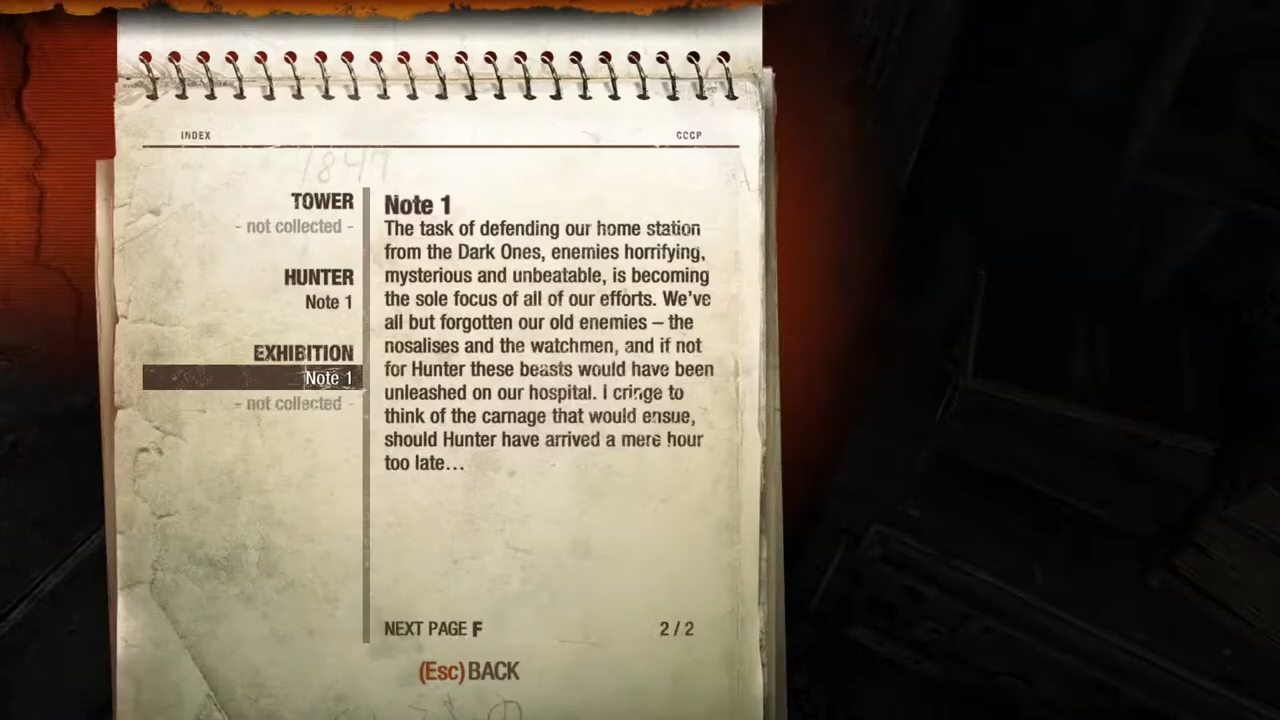 INDEX
CCCP
1847
TOWER
- not collected -
HUNTER
Note 1
EXHIBITION
Note 1
- not collected -
Note 1
The task of defending our home station
from the Dark Ones, enemies horrifying,
mysterious and unbeatable, is becoming
the sole focus of all of our efforts. We've
all but forgotten our old enemies – the
nosalises and the watchmen, and if not
for Hunter these beasts would have been
unleashed on our hospital. I cringe to
think of the carnage that would ensue,
should Hunter have arrived a mere hour
too late…
NEXT PAGE F
2 / 2
(Esc) BACK